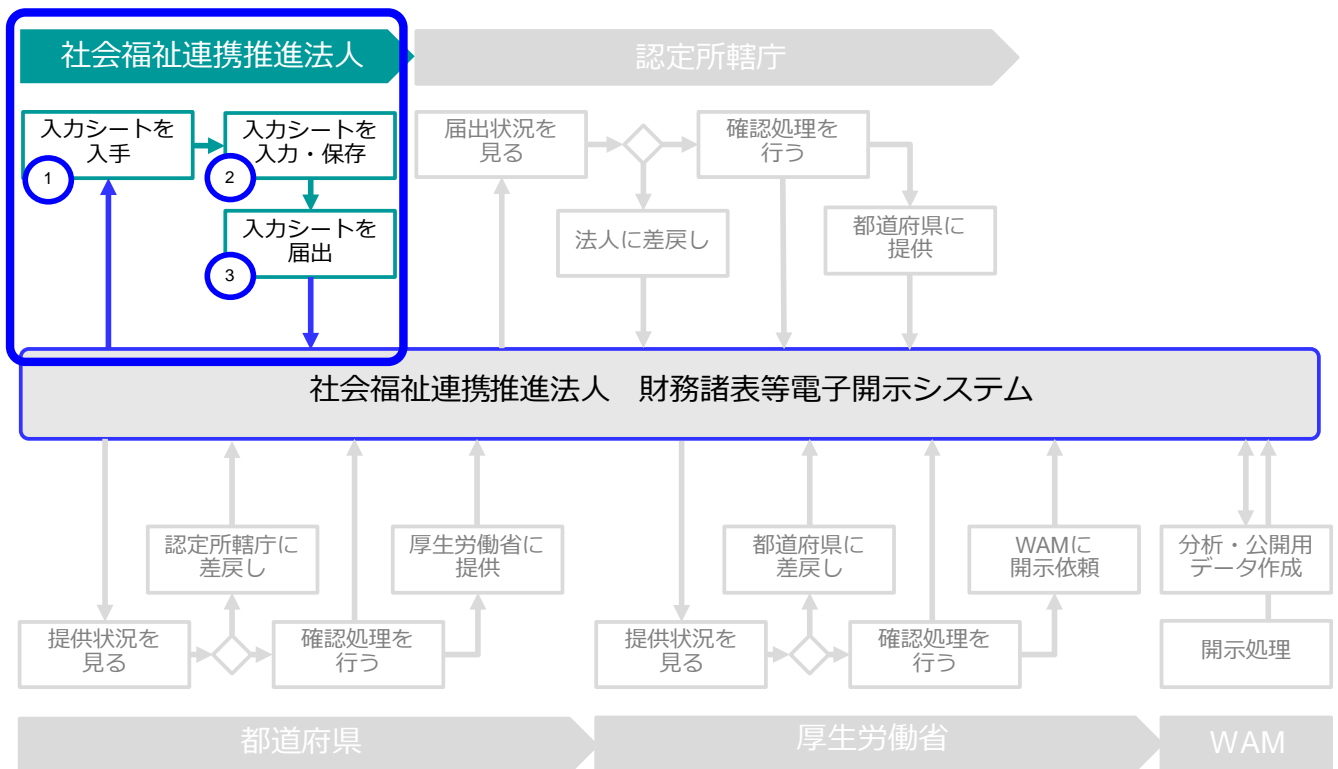 社会福祉連携推進法人
認定所轄庁
入力シートを
入手
1
入力シートを
入力・保存
2
入力シートを
届出
3
届出状況を
見る
確認処理を
行う
法人に差戻し
都道府県に
提供
社会福祉連携推進法人　財務諸表等電子開示システム
認定所轄庁に
差戻し
厚生労働省に
提供
都道府県に
差戻し
WAMに
開示依頼
分析・公開用
データ作成
提供状況を
見る
確認処理を
行う
提供状況を
見る
確認処理を
行う
開示処理
都道府県
厚生労働省
WAM